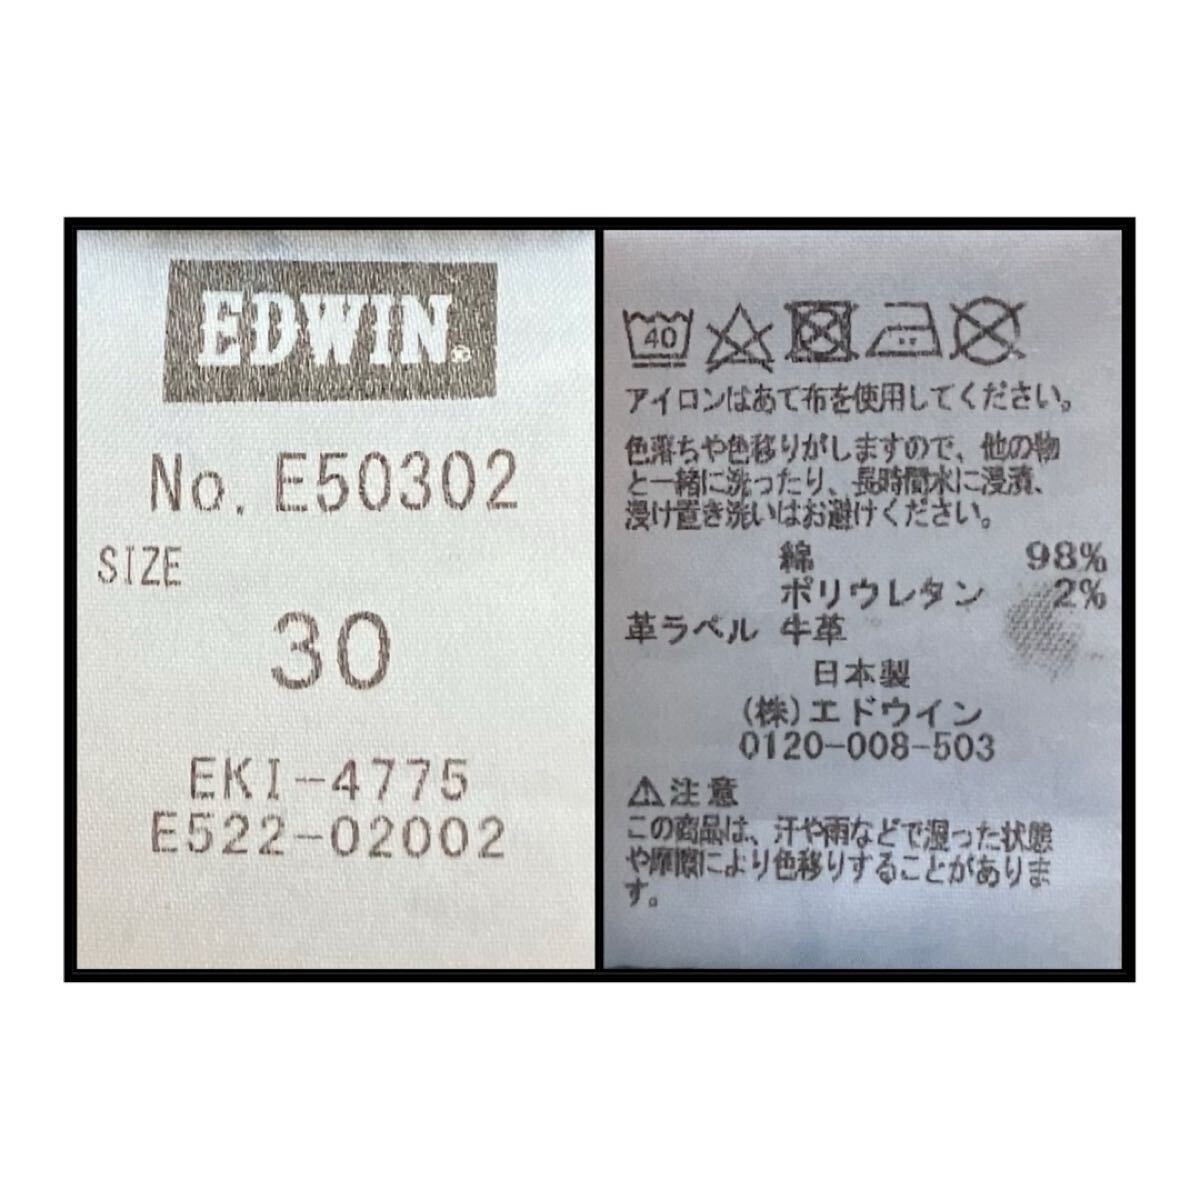 EDWIN®
No. E50302
SIZE
30
EKI-4775
E522-02002
40
アイロンはあて布を使用してください。
色落ちや色移りがしますので、他の物
と一緒に洗ったり、長時間水に浸漬、
浸け置き洗いはお避けください。
綿 98%
ポリウレタン 2%
革ラベル 牛革
日本製
(株)エドウイン
0120-008-503
⚠注意
この商品は、汗や雨などで湿った状態
や摩擦により色移りすることがありま
す。